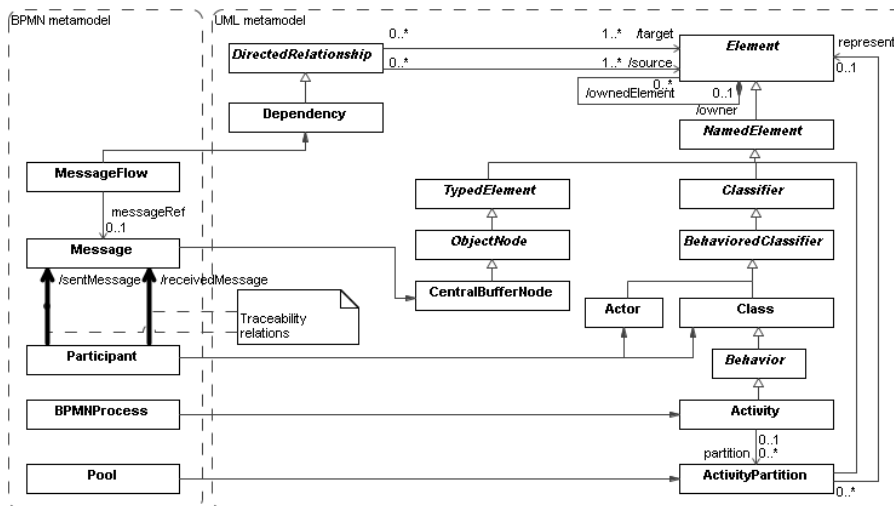 BPMN metamodel
UML metamodel
0..*
1..*
/target
DirectedRelationship
0..*
1..*
/source
Element
represent
0..1
0..*
/ownedElement
0..1
/owner
Dependency
NamedElement
MessageFlow
TypedElement
Classifier
messageRef
0..1
Message
ObjectNode
BehavioredClassifier
/sentMessage
/receivedMessage
CentralBufferNode
Traceability
relations
Actor
Class
Participant
Behavior
BPMNProcess
Activity
0..1
partition
0..*
Pool
ActivityPartition
0..*